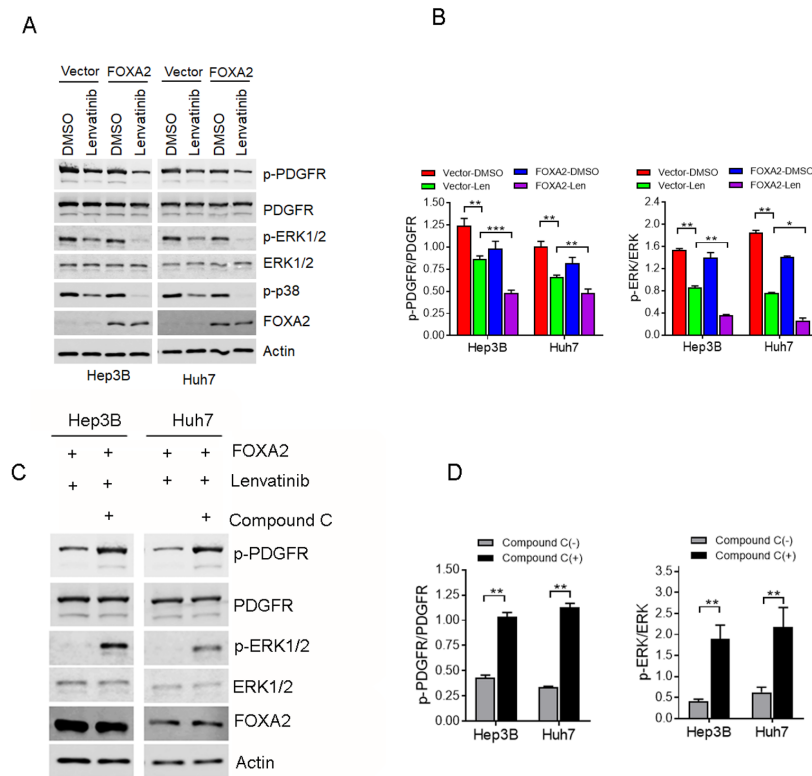 A
Vector FOXA2 Vector FOXA2
DMSO Lenvatinib DMSO Lenvatinib DMSO Lenvatinib DMSO Lenvatinib
p-PDGFR
PDGFR
p-ERK1/2
ERK1/2
p-p38
FOXA2
Actin
Hep3B Huh7
B
Vector-DMSO FOXA2-DMSO
Vector-Len FOXA2-Len
p-PDGFR/PDGFR
1.50
1.25
1.00
0.75
0.50
0.25
0.00
** *** ** **
Hep3B Huh7
Vector-DMSO FOXA2-DMSO
Vector-Len FOXA2-Len
p-ERK/ERK
2.4
2.0
1.6
1.2
0.8
0.4
0.0
** ** ** *
Hep3B Huh7
C
Hep3B Huh7
+ + + + FOXA2
+ + + + Lenvatinib
+ + Compound C
p-PDGFR
PDGFR
p-ERK1/2
ERK1/2
FOXA2
Actin
D
Compound C(-)
Compound C(+)
p-PDGFR/PDGFR
1.50
1.25
1.00
0.75
0.50
0.25
0.00
** **
Hep3B Huh7
Compound C(-)
Compound C(+)
p-ERK/ERK
3.5
3.0
2.5
2.0
1.5
1.0
0.5
0.0
** **
Hep3B Huh7